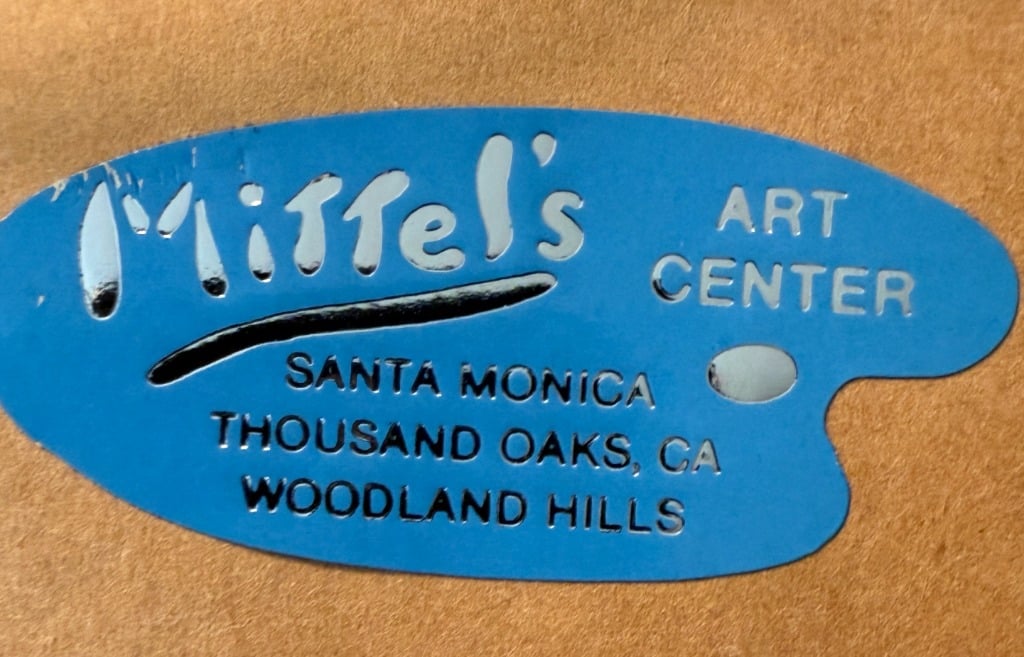 Mittel's
ART
CENTER
SANTA MONICA
THOUSAND OAKS, CA
WOODLAND HILLS